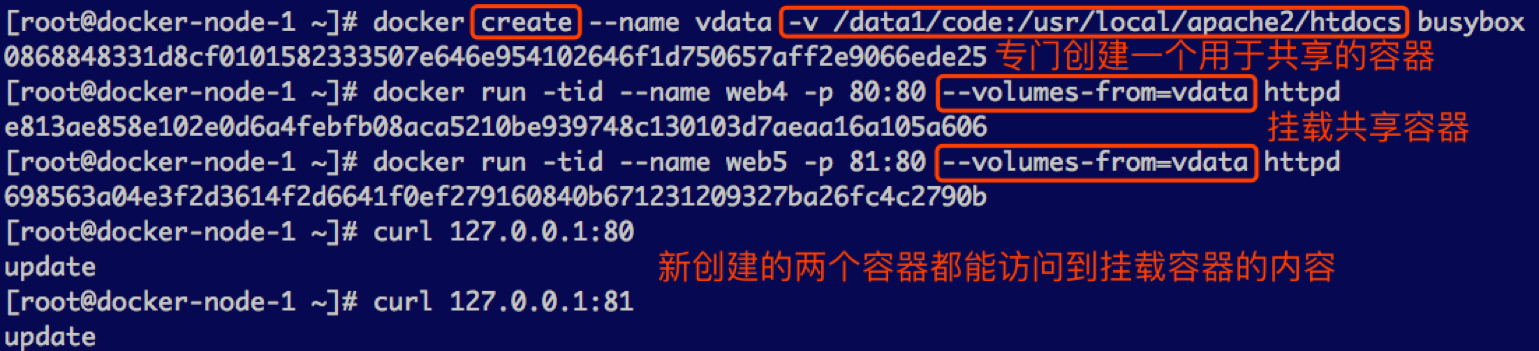 [root@docker-node-1 ~]# docker create --name vdata -v /data1/code:/usr/local/apache2/htdocs busybox
0868848331d8cf0101582333507e646e954102646f1d750657aff2e9066ede25 专门创建一个用于共享的容器
[root@docker-node-1 ~]# docker run -tid --name web4 -p 80:80 --volumes-from=vdata httpd
e813ae858e102e0d6a4febfb08aca5210be939748c130103d7aeaa16a105a606 挂载共享容器
[root@docker-node-1 ~]# docker run -tid --name web5 -p 81:80 --volumes-from=vdata httpd
698563a04e3f2d3614f2d6641f0ef279160840b671231209327ba26fc4c2790b
[root@docker-node-1 ~]# curl 127.0.0.1:80
update 新创建的两个容器都能访问到挂载容器的内容
[root@docker-node-1 ~]# curl 127.0.0.1:81
update